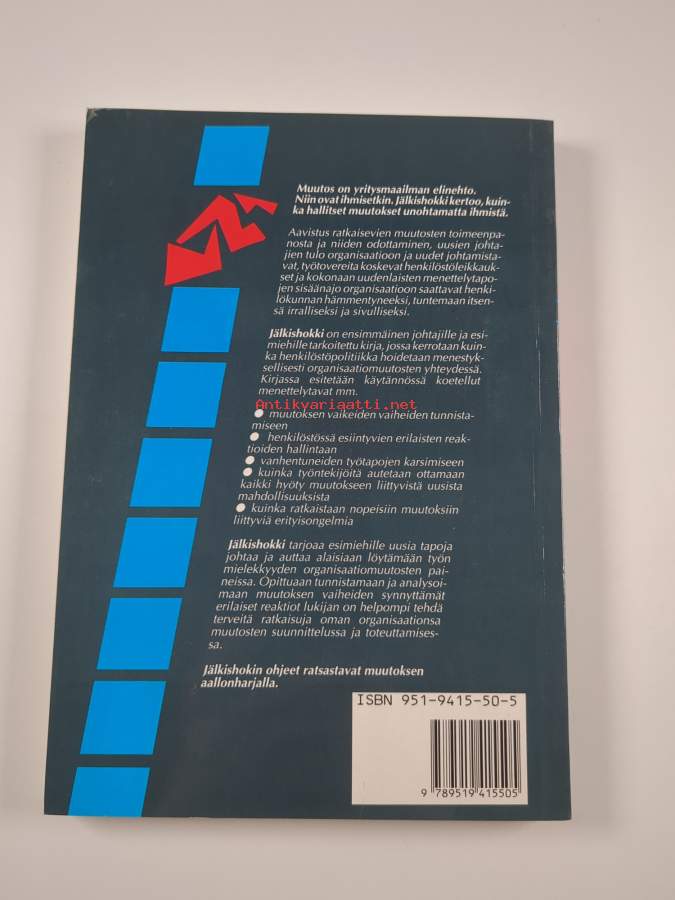 Muutos on yritysmaailman elinehto.
Niin ovat ihmisetkin. Jälkishokki kertoo, kuin-
ka hallitset muutokset unohtamatta ihmistä.
Aavistus ratkaisevien muutosten toimeenpa-
nosta ja niiden odottaminen, uusien johta-
jien tulo organisaatioon ja uudet johtamista-
vat, työtovereita koskevat henkilöstöleikkauk-
set ja kokonaan uudenlaisten menettelytapo-
jen sisäänajo organisaatioon saattavat henki-
lökunnan hämmentyneeksi, tuntemaan itsen-
sä irralliseksi ja sivulliseksi.
Jälkishokki on ensimmäinen johtajille ja esi-
miehille tarkoitettu kirja, jossa kerrotaan kuin-
ka henkilöstöpolitiikka hoidetaan menestyk-
sellisesti organisaatiomuutosten yhteydessä.
Kirjassa esitetään käytännössä koetellut
menettelytavat mm.
Antikvariaatti.net
● muutoksen vaikeiden vaiheiden tunnista-
miseen
● henkilöstössä esiintyvien erilaisten reak-
tioiden hallintaan
● vanhentuneiden työtapojen karsimiseen
● kuinka työntekijöitä autetaan ottamaan
kaikki hyöty muutokseen liittyvistä uusista
mahdollisuuksista
● kuinka ratkaistaan nopeisiin muutoksiin
liittyviä erityisongelmia
Jälkishokki tarjoaa esimiehille uusia tapoja
johtaa ja auttaa alaisiaan löytämään työn
mielekkyyden organisaatiomuutosten pai-
neissa. Opittuaan tunnistamaan ja analysoi-
maan muutoksen vaiheiden synnyttämät
erilaiset reaktiot lukijan on helpompi tehdä
terveitä ratkaisuja oman organisaationsa
muutosten suunnittelussa ja toteuttamises-
sa.
Jälkishokin ohjeet ratsastavat muutoksen
aallonharjalla.
ISBN 951-9415-50-5
9 789519 415505